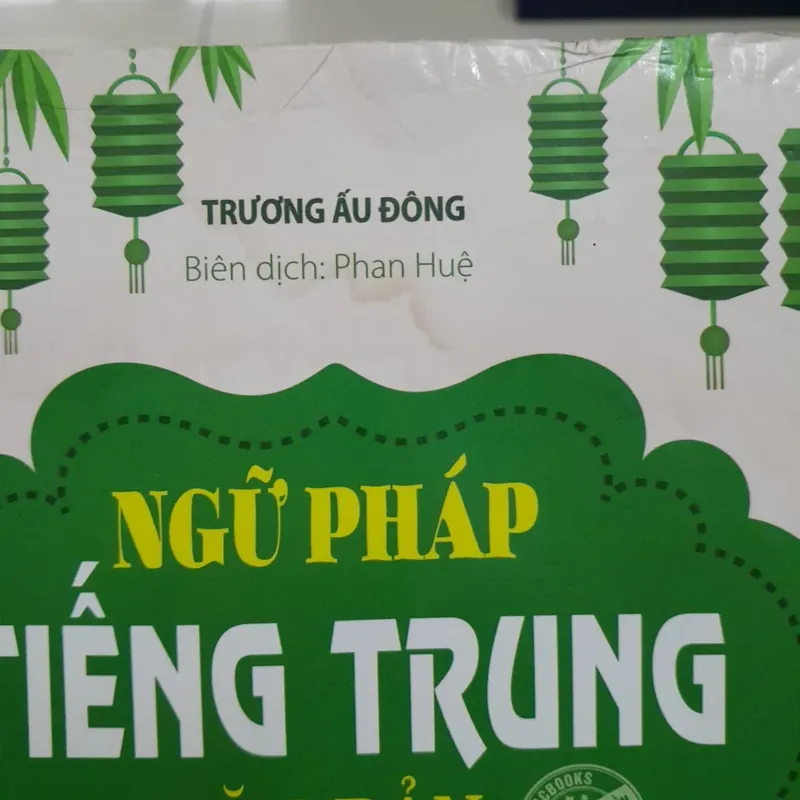 TRƯƠNG ẤU ĐÔNG
Biên dịch: Phan Huệ
NGỮ PHÁP
TIẾNG TRUNG